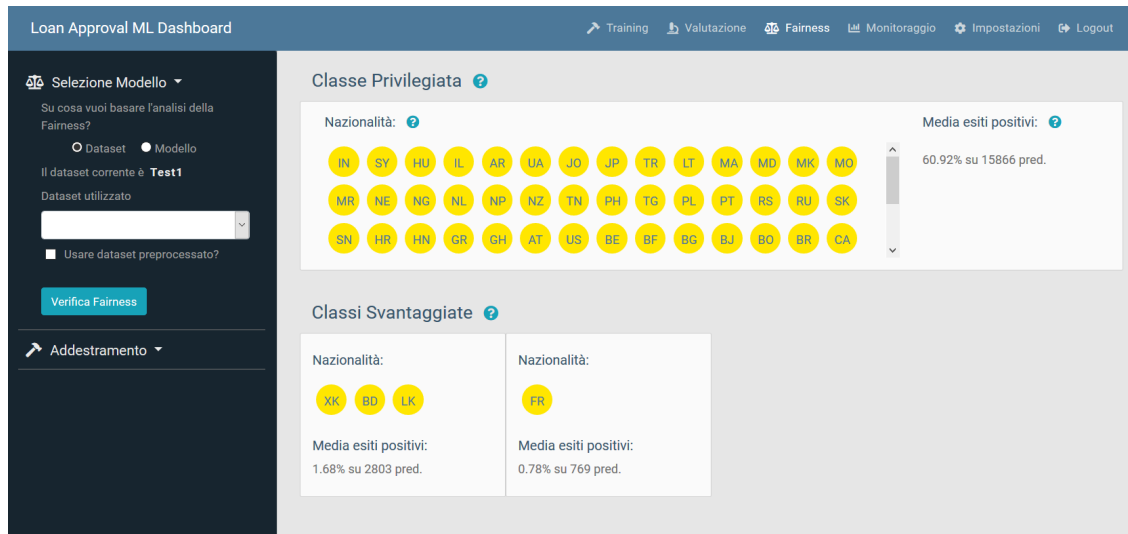 Loan Approval ML Dashboard
Training Valutazione Fairness Monitoraggio Impostazioni Logout
Selezione Modello
Su cosa vuoi basare l'analisi della
Fairness?
Dataset Modello
Il dataset corrente è Test1
Dataset utilizzato
Usare dataset preprocessato?
Verifica Fairness
Addestramento
Classe Privilegiata ?
Nazionalità: ?
IN SY HU IL AR UA JO JP TR LT MA MD MK MO
MR NE NG NL NP NZ TN PH TG PL PT RS RU SK
SN HR HN GR GH AT US BE BF BG BJ BO BR CA
Media esiti positivi: ?
60.92% su 15866 pred.
Classi Svantaggiate ?
Nazionalità:
XK BD LK
Media esiti positivi:
1.68% su 2803 pred.
Nazionalità:
FR
Media esiti positivi:
0.78% su 769 pred.